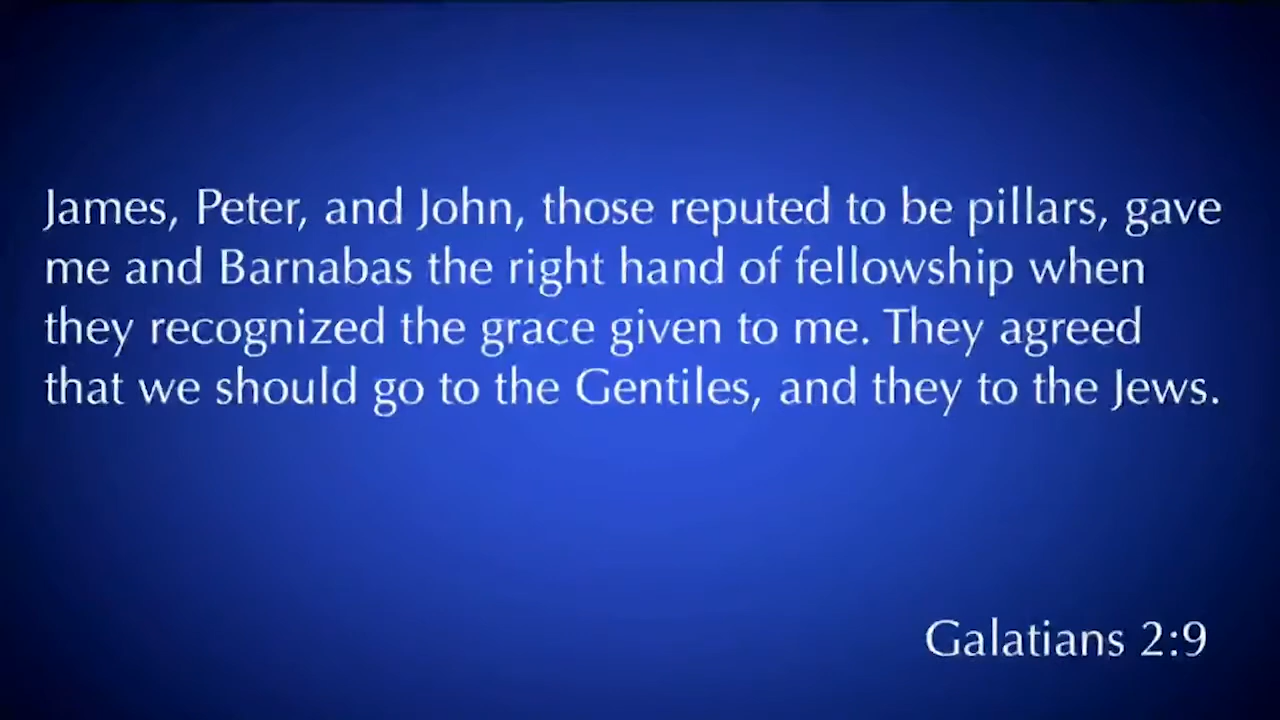 James, Peter, and John, those reputed to be pillars, gave
me and Barnabas the right hand of fellowship when
they recognized the grace given to me. They agreed
that we should go to the Gentiles, and they to the Jews.
Galatians 2:9